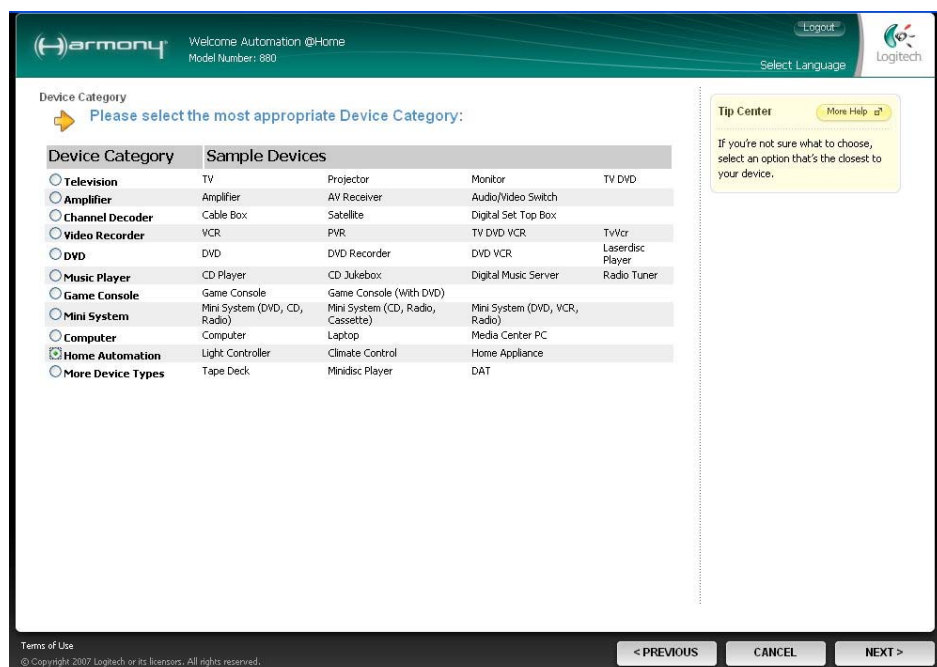 Harmony
Welcome Automation @Home
Model Number: 880
Logout
Select Language
Logitech
Device Category
Please select the most appropriate Device Category:
Device Category Sample Devices
Television TV Projector Monitor TV DVD
Amplifier Amplifier AV Receiver Audio/Video Switch
Channel Decoder Cable Box Satellite Digital Set Top Box
Video Recorder VCR PVR TV DVD VCR TvVcr
DVD DVD DVD Recorder DVD VCR Laserdisc Player
Music Player CD Player CD Jukebox Digital Music Server Radio Tuner
Game Console Game Console Game Console (With DVD)
Mini System Mini System (DVD, CD, Radio) Mini System (CD, Radio, Cassette) Mini System (DVD, VCR, Radio)
Computer Computer Laptop Media Center PC
Home Automation Light Controller Climate Control Home Appliance
More Device Types Tape Deck Minidisc Player DAT
Tip Center More Help
If you're not sure what to choose,
select an option that's the closest to
your device.
Terms of Use
© Copyright 2007 Logitech or its licensors. All rights reserved.
< PREVIOUS CANCEL NEXT >